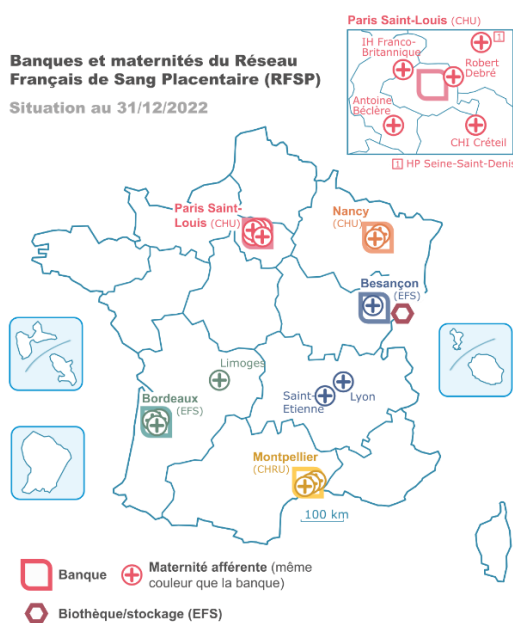 Paris Saint-Louis (CHU)
Banques et maternités du Réseau
Français de Sang Placentaire (RFSP)
Situation au 31/12/2022
IH Franco-
Britannique
1
Robert
Debré
Antoine
Béclère
CHI Créteil
1 HP Seine-Saint-Denis
Paris Saint-
Louis (CHU)
Nancy
(CHU)
Besançon
(EFS)
Limoges
Bordeaux
(EFS)
Saint-
Etienne
Lyon
Montpellier
(CHRU)
100 km
Banque
Maternité afférente (même
couleur que la banque)
Biothèque/stockage (EFS)